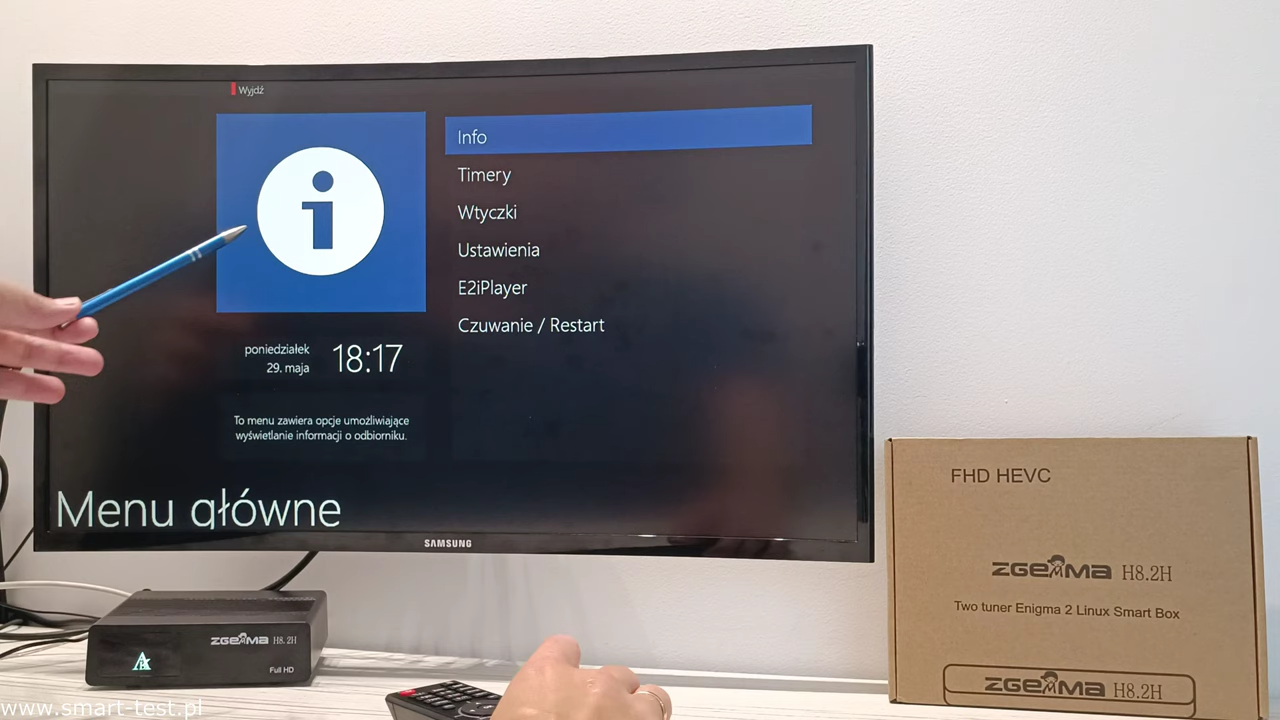 Wyjdź
Info
Timery
Wtyczki
Ustawienia
E2iPlayer
Czuwanie / Restart
poniedziałek
29. maja
18:17
To menu zawiera opcje umożliwiające
wyświetlanie informacji o odbiorniku.
Menu główne
SAMSUNG
FHD HEVC
ZGEMMA H8.2H
Two tuner Enigma 2 Linux Smart Box
ZGEMMA H8.2H
ZGEMMA H8.2H
Full HD
www.smart-test.pl